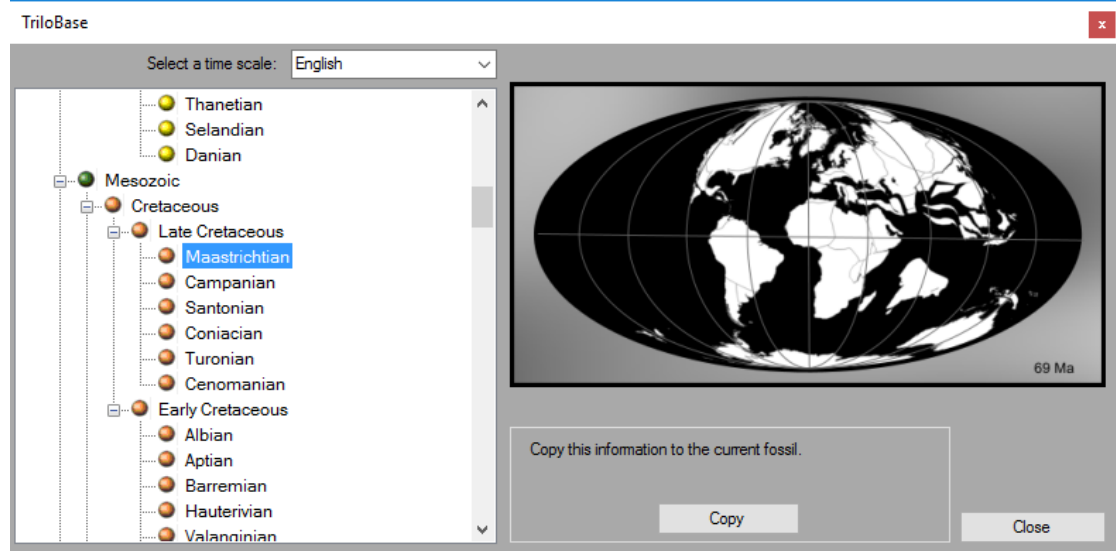 TriloBase
x
Select a time scale: English
Thanetian
Selandian
Danian
Mesozoic
Cretaceous
Late Cretaceous
Maastrichtian
Campanian
Santonian
Coniacian
Turonian
Cenomanian
Early Cretaceous
Albian
Aptian
Barremian
Hauterivian
Valanginian
69 Ma
Copy this information to the current fossil.
Copy
Close